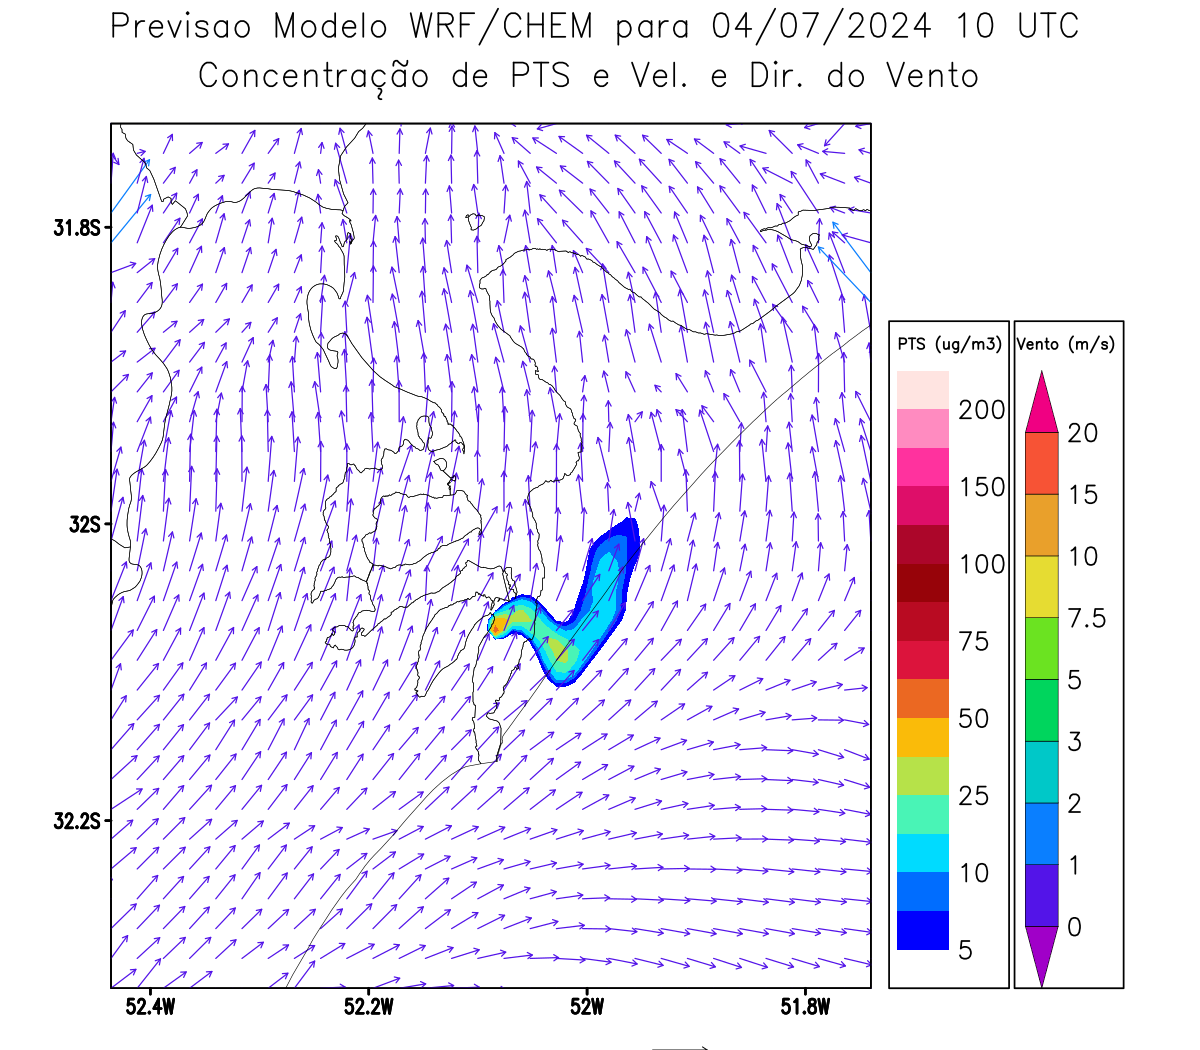 Previsao Modelo WRF/CHEM para 04/07/2024 10 UTC
Concentração de PTS e Vel. e Dir. do Vento
31.8S
32S
32.2S
52.4W
52.2W
52W
51.8W
PTS (ug/m3)
200
150
100
75
50
25
10
5
Vento (m/s)
20
15
10
7.5
5
3
2
1
0